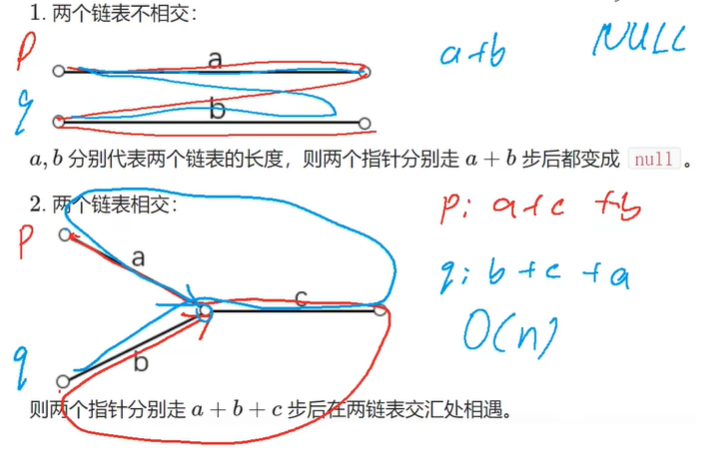 1. 两个链表不相交：
p
a
a+b
NULL
q
b
a, b 分别代表两个链表的长度，则两个指针分别走 a + b 步后都变成 null 。
2. 两个链表相交：
p
a
c
p: a+c +b
q: b+c+a
q
b
O(n)
则两个指针分别走 a + b + c 步后在两链表交汇处相遇。